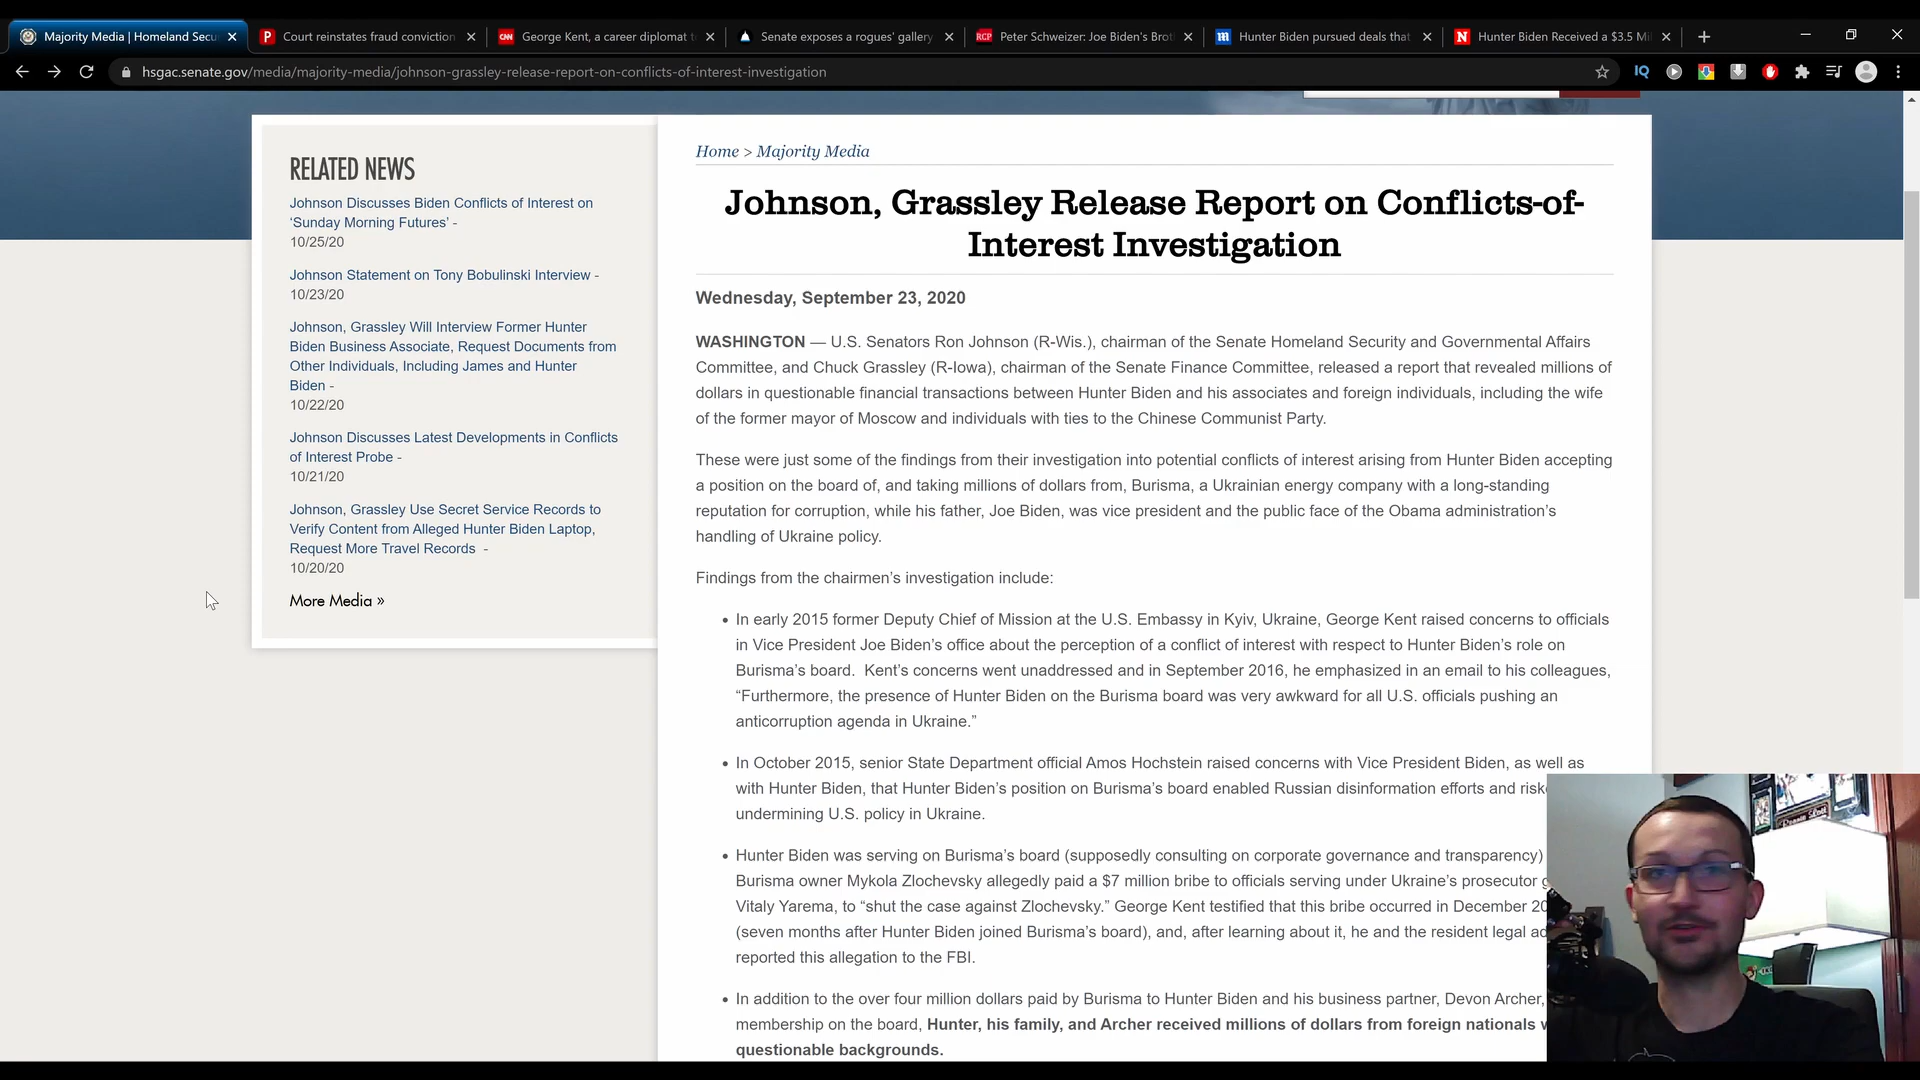 Majority Media | Homeland Secu
Court reinstates fraud conviction
George Kent, a career diplomat t
Senate exposes a rogues' gallery
Peter Schweizer: Joe Biden's Brot
Hunter Biden pursued deals that
Hunter Biden Received a $3.5 Mi
hsgac.senate.gov/media/majority-media/johnson-grassley-release-report-on-conflicts-of-interest-investigation
RELATED NEWS
Johnson Discusses Biden Conflicts of Interest on
‘Sunday Morning Futures’ -
10/25/20
Johnson Statement on Tony Bobulinski Interview -
10/23/20
Johnson, Grassley Will Interview Former Hunter
Biden Business Associate, Request Documents from
Other Individuals, Including James and Hunter
Biden -
10/22/20
Johnson Discusses Latest Developments in Conflicts
of Interest Probe -
10/21/20
Johnson, Grassley Use Secret Service Records to
Verify Content from Alleged Hunter Biden Laptop,
Request More Travel Records -
10/20/20
More Media »
Home > Majority Media
Johnson, Grassley Release Report on Conflicts-of-
Interest Investigation
Wednesday, September 23, 2020
WASHINGTON — U.S. Senators Ron Johnson (R-Wis.), chairman of the Senate Homeland Security and Governmental Affairs
Committee, and Chuck Grassley (R-Iowa), chairman of the Senate Finance Committee, released a report that revealed millions of
dollars in questionable financial transactions between Hunter Biden and his associates and foreign individuals, including the wife
of the former mayor of Moscow and individuals with ties to the Chinese Communist Party.
These were just some of the findings from their investigation into potential conflicts of interest arising from Hunter Biden accepting
a position on the board of, and taking millions of dollars from, Burisma, a Ukrainian energy company with a long-standing
reputation for corruption, while his father, Joe Biden, was vice president and the public face of the Obama administration’s
handling of Ukraine policy.
Findings from the chairmen’s investigation include:
• In early 2015 former Deputy Chief of Mission at the U.S. Embassy in Kyiv, Ukraine, George Kent raised concerns to officials
in Vice President Joe Biden’s office about the perception of a conflict of interest with respect to Hunter Biden’s role on
Burisma’s board. Kent’s concerns went unaddressed and in September 2016, he emphasized in an email to his colleagues,
“Furthermore, the presence of Hunter Biden on the Burisma board was very awkward for all U.S. officials pushing an
anticorruption agenda in Ukraine.”
• In October 2015, senior State Department official Amos Hochstein raised concerns with Vice President Biden, as well as
with Hunter Biden, that Hunter Biden’s position on Burisma’s board enabled Russian disinformation efforts and risk
undermining U.S. policy in Ukraine.
• Hunter Biden was serving on Burisma’s board (supposedly consulting on corporate governance and transparency)
Burisma owner Mykola Zlochevsky allegedly paid a $7 million bribe to officials serving under Ukraine’s prosecutor g
Vitaly Yarema, to “shut the case against Zlochevsky.” George Kent testified that this bribe occurred in December 20
(seven months after Hunter Biden joined Burisma’s board), and, after learning about it, he and the resident legal ad
reported this allegation to the FBI.
• In addition to the over four million dollars paid by Burisma to Hunter Biden and his business partner, Devon Archer,
membership on the board, Hunter, his family, and Archer received millions of dollars from foreign nationals w
questionable backgrounds.